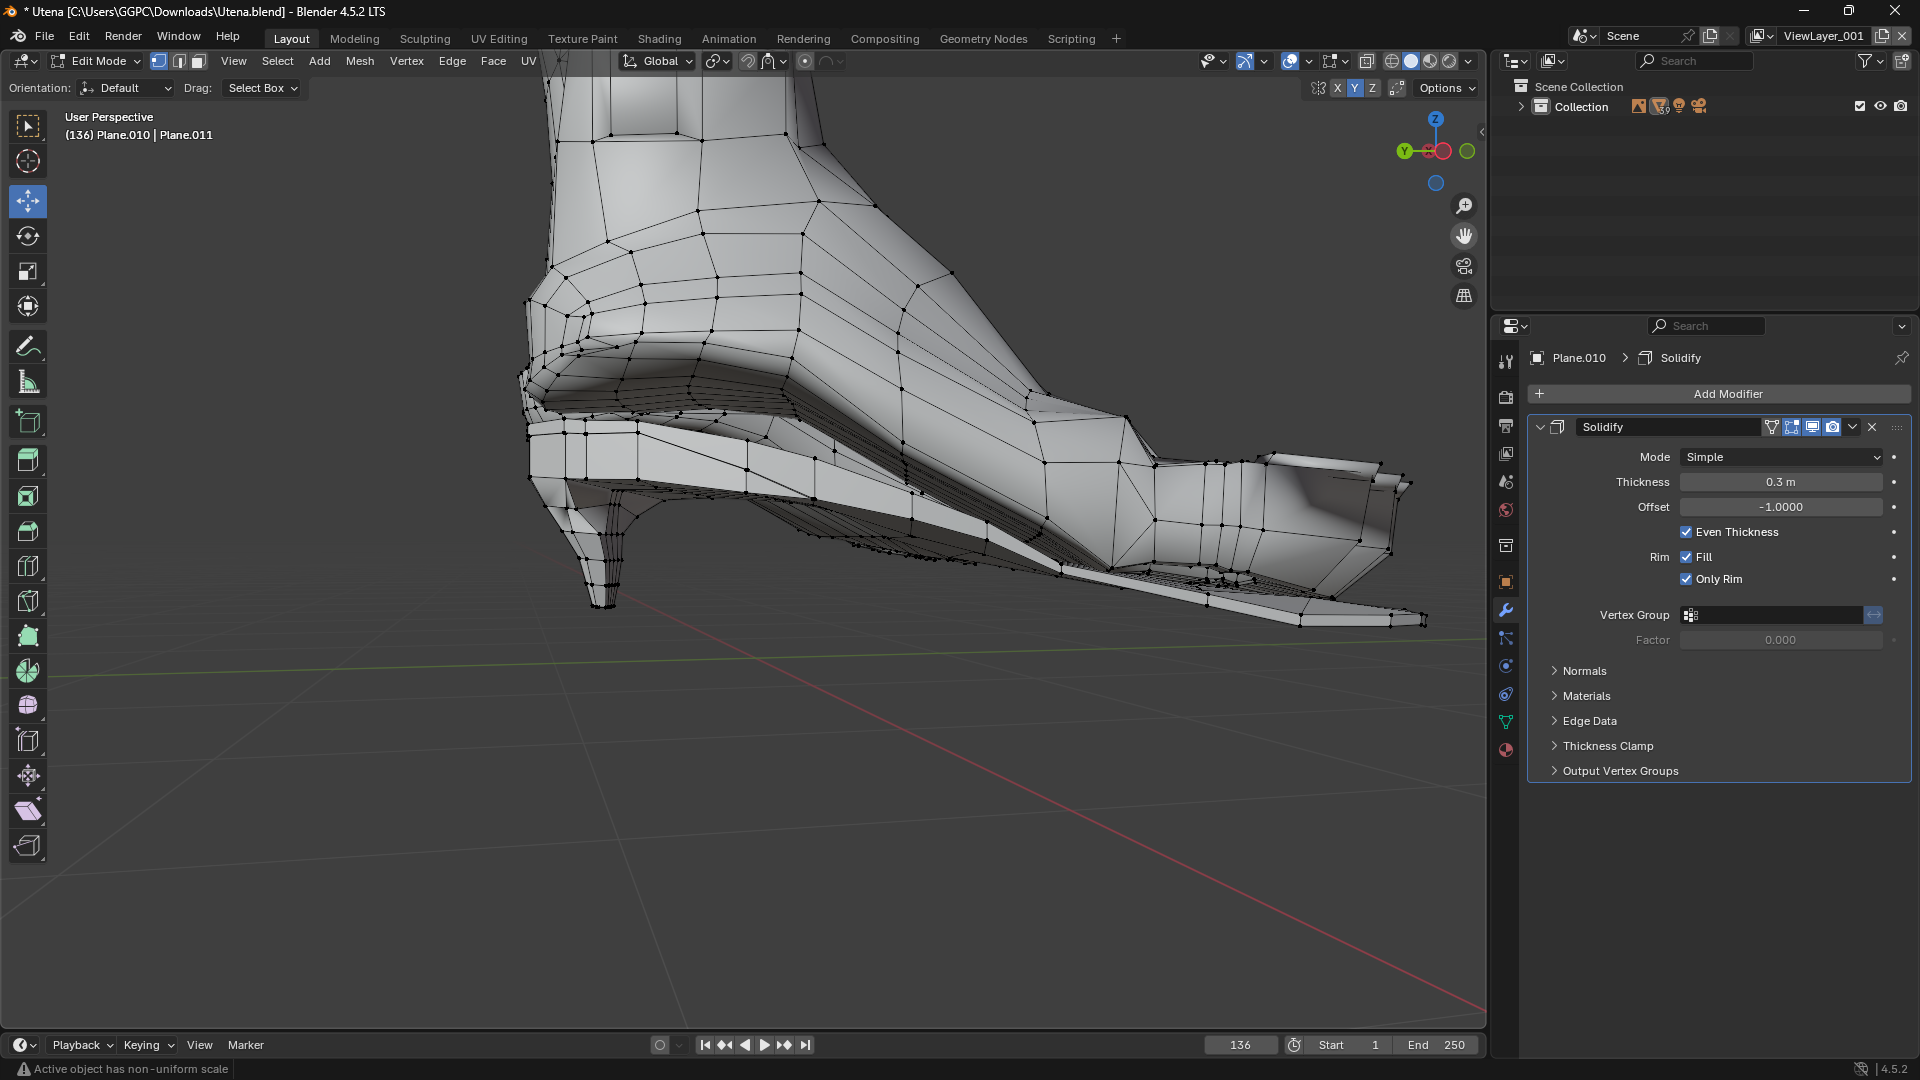 * Utena [C:\Users\GGPC\Downloads\Utena.blend] - Blender 4.5.2 LTS
File Edit Render Window Help Layout Modeling Sculpting UV Editing Texture Paint Shading Animation Rendering Compositing Geometry Nodes Scripting + Scene ViewLayer_001
Edit Mode View Select Add Mesh Vertex Edge Face UV Global Search
Orientation: Default Drag: Select Box X Y Z Options Scene Collection
User Perspective
(136) Plane.010 | Plane.011
Collection
Z
Y
Search
Plane.010 > Solidify
+ Add Modifier
Solidify
Mode Simple
Thickness 0.3 m
Offset -1.0000
Even Thickness
Rim Fill
Only Rim
Vertex Group
Factor 0.000
Normals
Materials
Edge Data
Thickness Clamp
Output Vertex Groups
Playback Keying View Marker 136 Start 1 End 250
Active object has non-uniform scale 4.5.2